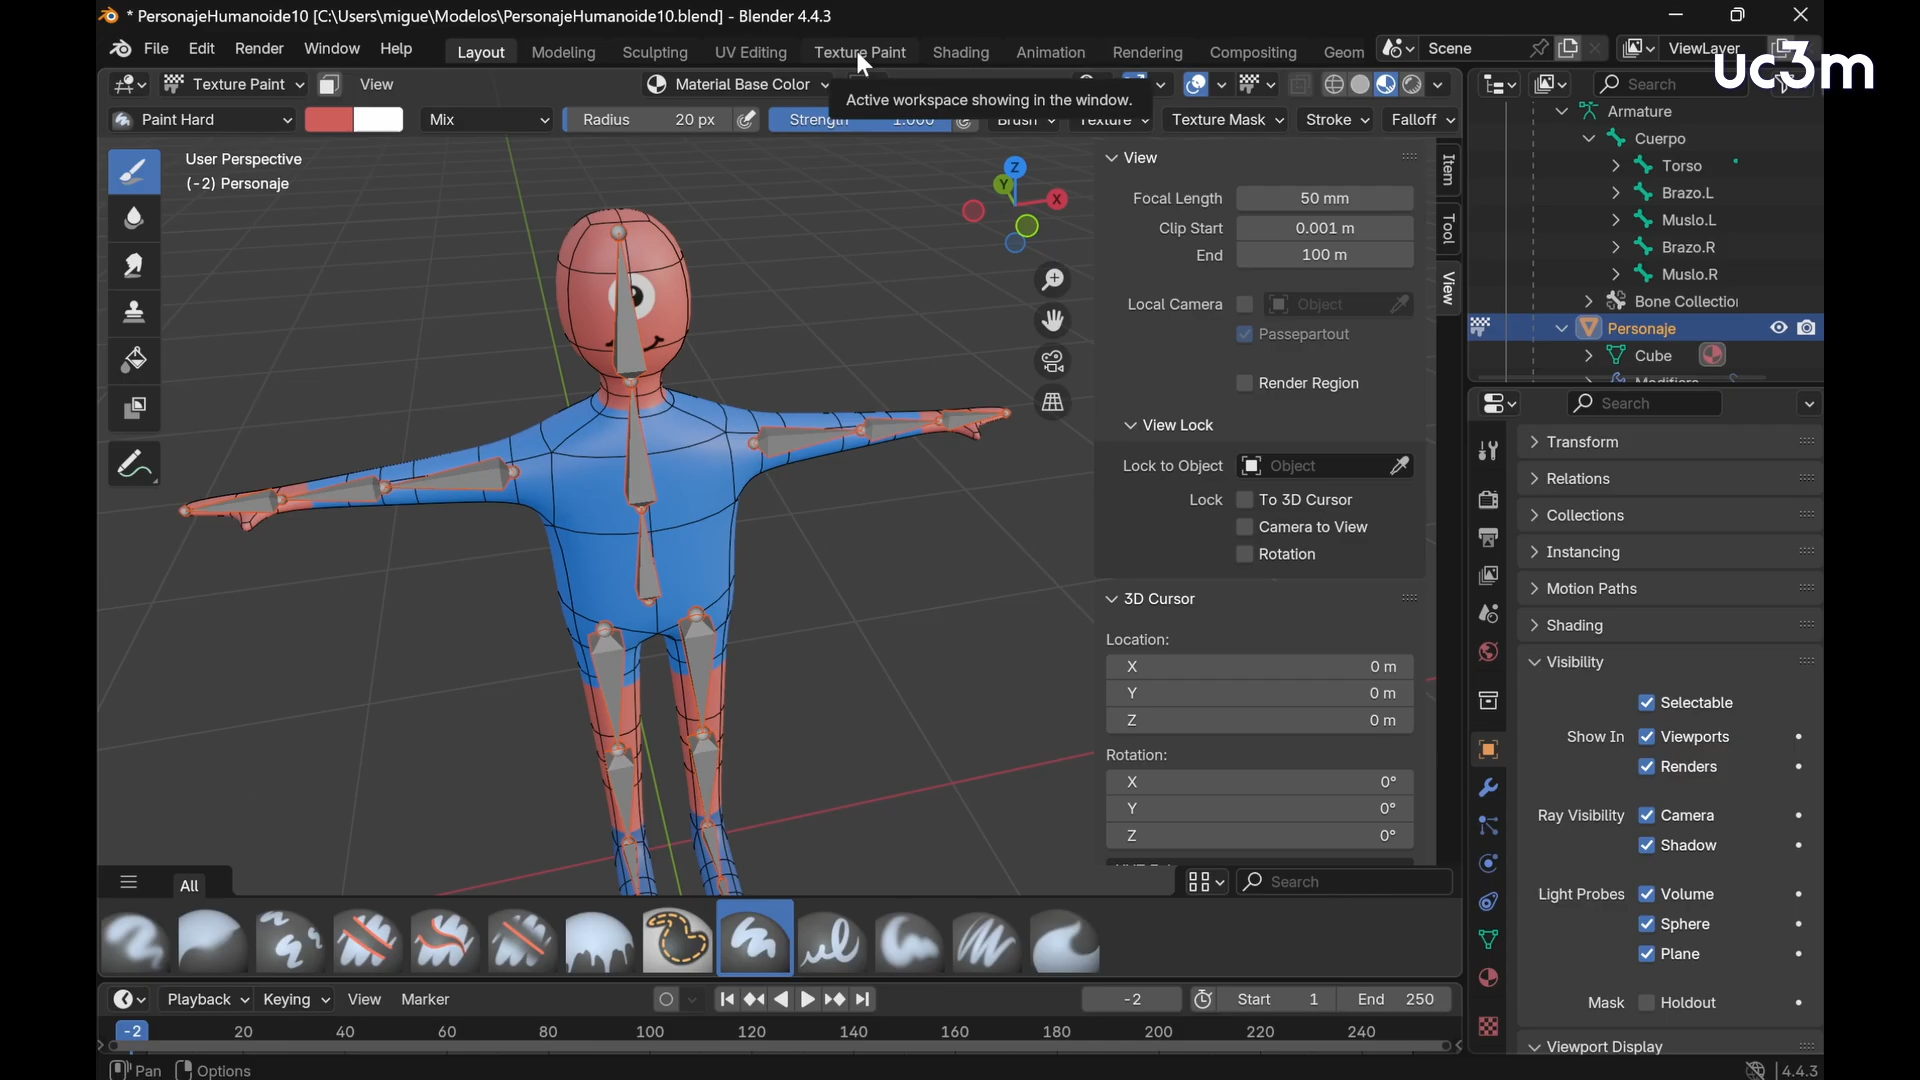 * PersonajeHumanoide10 [C:\Users\migue\Modelos\PersonajeHumanoide10.blend] - Blender 4.4.3
File Edit Render Window Help Layout Modeling Sculpting UV Editing Texture Paint Shading Animation Rendering Compositing Geom Scene ViewLayer
uc3m
Texture Paint View Material Base Color Search
Active workspace showing in the window.
Paint Hard Mix Radius 20 px Strength 1.000 Brush Texture Texture Mask Stroke Falloff
User Perspective
(-2) Personaje
Z
Y
X
View
Focal Length 50 mm
Clip Start 0.001 m
End 100 m
Local Camera Object
Passepartout
Render Region
View Lock
Lock to Object Object
Lock To 3D Cursor
Camera to View
Rotation
3D Cursor
Location:
X 0 m
Y 0 m
Z 0 m
Rotation:
X 0°
Y 0°
Z 0°
Item
Tool
View
Armature
Cuerpo
Torso
Brazo.L
Muslo.L
Brazo.R
Muslo.R
Bone Collection
Personaje
Cube
Modifiers
Search
Transform
Relations
Collections
Instancing
Motion Paths
Shading
Visibility
Selectable
Show In Viewports
Renders
Ray Visibility Camera
Shadow
Light Probes Volume
Sphere
Plane
Mask Holdout
Viewport Display
All
Search
Playback Keying View Marker -2 Start 1 End 250
-2 20 40 60 80 100 120 140 160 180 200 220 240
Pan Options 4.4.3